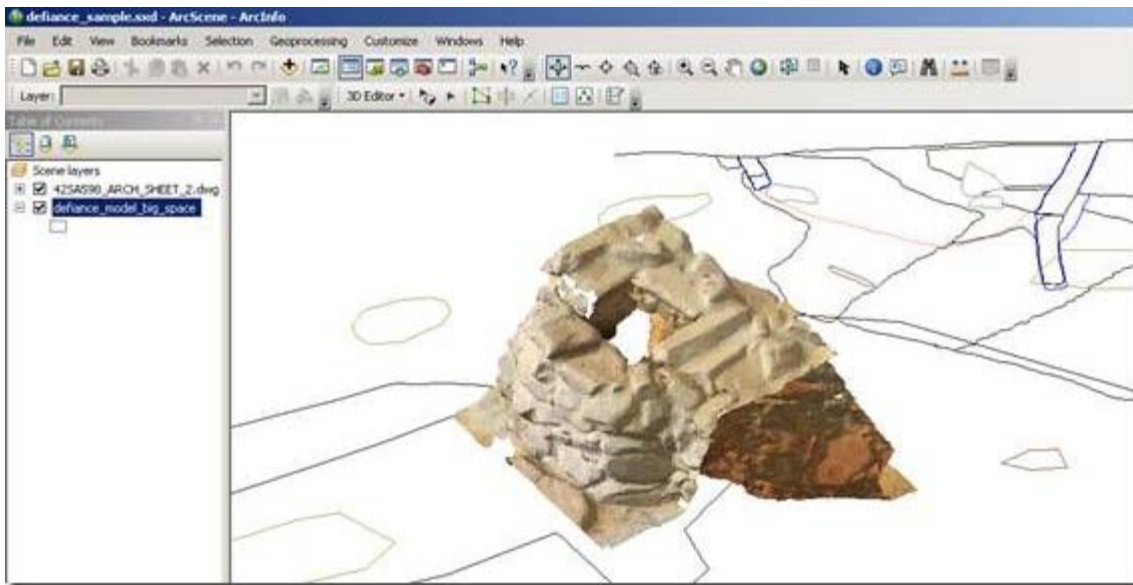 defiance_sample.sxd - ArcScene - ArcInfo
File Edit View Bookmarks Selection Geoprocessing Customize Windows Help
Layer: 3D Editor
Table of Contents
Scene layers
42SA598_ARCH_SHEET_2.dwg
defiance_model_big_space